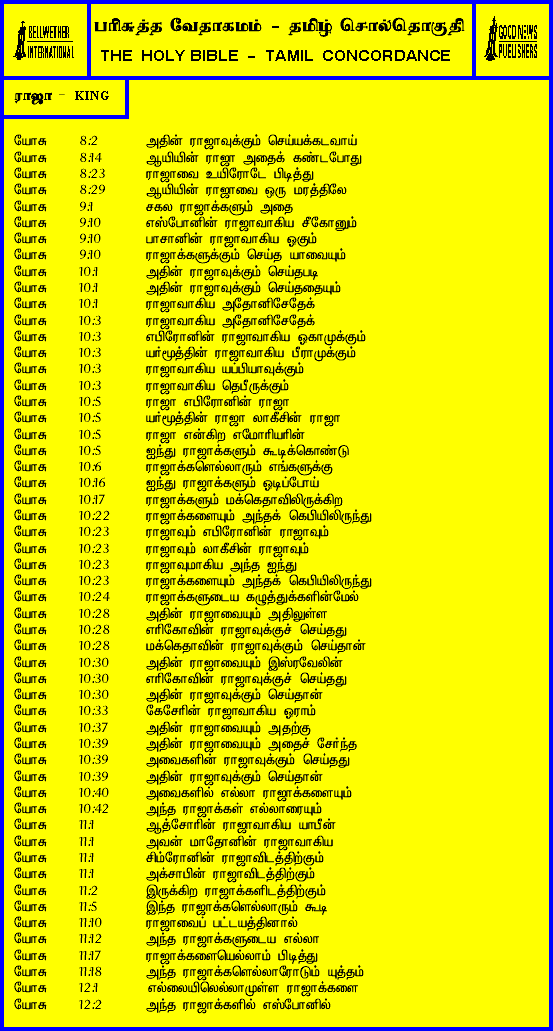 BELLWETHER
INTERNATIONAL
பரிசுத்த வேதாகமம் - தமிழ் சொல்தொகுதி
THE HOLY BIBLE - TAMIL CONCORDANCE
GOOD NEWS
PUBLISHERS
ராஜா - KING
யோசு 8:2 அதின் ராஜாவுக்கும் செய்யக்கடவாய்
யோசு 8:14 ஆயியின் ராஜா அதைக் கண்டபோது
யோசு 8:23 ராஜாவை உயிரோடே பிடித்து
யோசு 8:29 ஆயியின் ராஜாவை ஒரு மரத்திலே
யோசு 9:1 சகல ராஜாக்களும் அதை
யோசு 9:10 எஸ்போனின் ராஜாவாகிய சீகோனும்
யோசு 9:10 பாசானின் ராஜாவாகிய ஓகும்
யோசு 9:10 ராஜாக்களுக்கும் செய்த யாவையும்
யோசு 10:1 அதின் ராஜாவுக்கும் செய்தபடி
யோசு 10:1 அதின் ராஜாவுக்கும் செய்ததையும்
யோசு 10:1 ராஜாவாகிய அதோனிசேதேக்
யோசு 10:3 ராஜாவாகிய அதோனிசேதேக்
யோசு 10:3 எபிரோனின் ராஜாவாகிய ஓகாமுக்கும்
யோசு 10:3 யர்மூத்தின் ராஜாவாகிய பீராமுக்கும்
யோசு 10:3 ராஜாவாகிய யப்பியாவுக்கும்
யோசு 10:3 ராஜாவாகிய தெபீருக்கும்
யோசு 10:5 ராஜா எபிரோனின் ராஜா
யோசு 10:5 யர்மூத்தின் ராஜா லாகீசின் ராஜா
யோசு 10:5 ராஜா என்கிற எமோரியரின்
யோசு 10:5 ஐந்து ராஜாக்களும் கூடிக்கொண்டு
யோசு 10:6 ராஜாக்களெல்லாரும் எங்களுக்கு
யோசு 10:16 ஐந்து ராஜாக்களும் ஓடிப்போய்
யோசு 10:17 ராஜாக்களும் மக்கெதாவிலிருக்கிற
யோசு 10:22 ராஜாக்களையும் அந்தக் கெபியிலிருந்து
யோசு 10:23 ராஜாவும் எபிரோனின் ராஜாவும்
யோசு 10:23 ராஜாவும் லாகீசின் ராஜாவும்
யோசு 10:23 ராஜாவுமாகிய அந்த ஐந்து
யோசு 10:23 ராஜாக்களையும் அந்தக் கெபியிலிருந்து
யோசு 10:24 ராஜாக்களுடைய கழுத்துக்களின்மேல்
யோசு 10:28 அதின் ராஜாவையும் அதிலுள்ள
யோசு 10:28 எரிகோவின் ராஜாவுக்குச் செய்தது
யோசு 10:28 மக்கெதாவின் ராஜாவுக்கும் செய்தான்
யோசு 10:30 அதின் ராஜாவையும் இஸ்ரவேலின்
யோசு 10:30 எரிகோவின் ராஜாவுக்குச் செய்தது
யோசு 10:30 அதின் ராஜாவுக்கும் செய்தான்
யோசு 10:33 கேசேரின் ராஜாவாகிய ஓராம்
யோசு 10:37 அதின் ராஜாவையும் அதற்கு
யோசு 10:39 அதின் ராஜாவையும் அதைச் சேர்ந்த
யோசு 10:39 அவைகளின் ராஜாவுக்கும் செய்தது
யோசு 10:39 அதின் ராஜாவுக்கும் செய்தான்
யோசு 10:40 அவைகளில் எல்லா ராஜாக்களையும்
யோசு 10:42 அந்த ராஜாக்கள் எல்லாரையும்
யோசு 11:1 ஆத்சோரின் ராஜாவாகிய யாபீன்
யோசு 11:1 அவன் மாதோனின் ராஜாவாகிய
யோசு 11:1 சிம்ரோனின் ராஜாவிடத்திற்கும்
யோசு 11:1 அக்சாபின் ராஜாவிடத்திற்கும்
யோசு 11:2 இருக்கிற ராஜாக்களிடத்திற்கும்
யோசு 11:5 இந்த ராஜாக்களெல்லாரும் கூடி
யோசு 11:10 ராஜாவைப் பட்டயத்தினால்
யோசு 11:12 அந்த ராஜாக்களுடைய எல்லா
யோசு 11:17 ராஜாக்களையெல்லாம் பிடித்து
யோசு 11:18 அந்த ராஜாக்களெல்லாரோடும் யுத்தம்
யோசு 12:1 எல்லையிலெல்லாமுள்ள ராஜாக்களை
யோசு 12:2 அந்த ராஜாக்களில் எஸ்போனில்